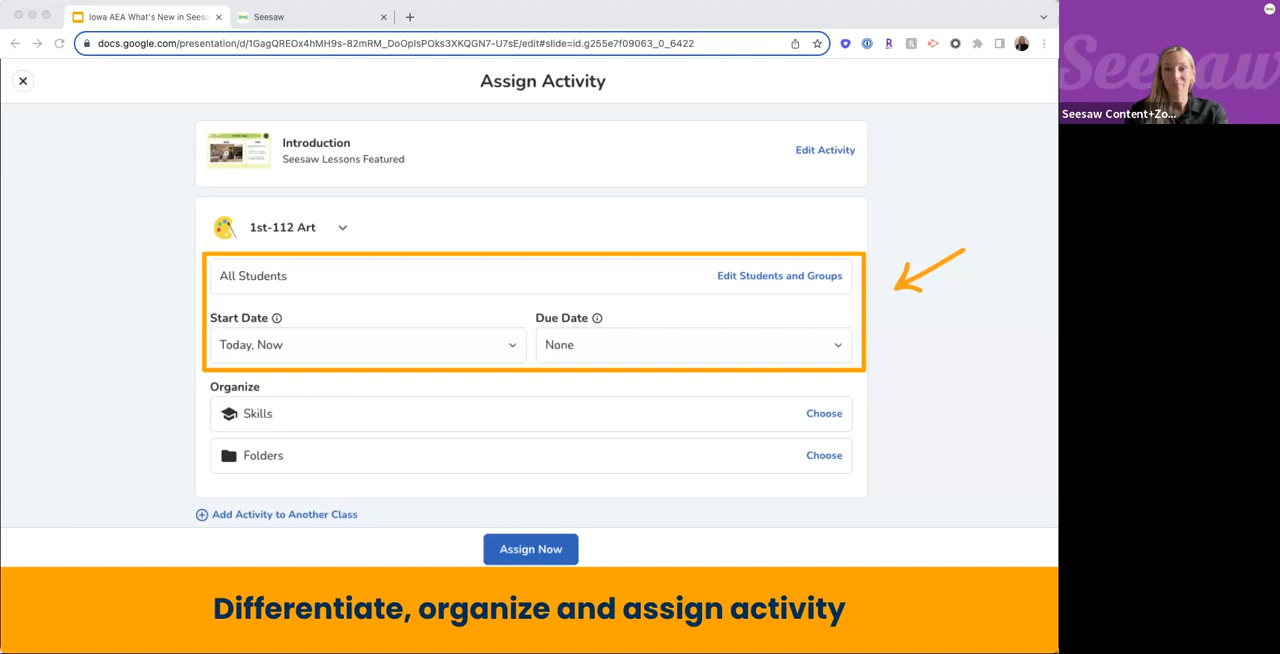 Iowa AEA What's New in Sees
Seesaw
docs.google.com/presentation/d/1GagQREOx4hMH9s-82mRM_DoOpIsPOks3XKQGN7-U7sE/edit#slide=id.g255e7f09063_0_6422
Assign Activity
Introduction
Seesaw Lessons Featured
Edit Activity
1st-112 Art
All Students
Edit Students and Groups
Start Date
Due Date
Today, Now
None
Organize
Skills
Choose
Folders
Choose
Add Activity to Another Class
Assign Now
Differentiate, organize and assign activity
Seesaw
Seesaw Content+Zo...